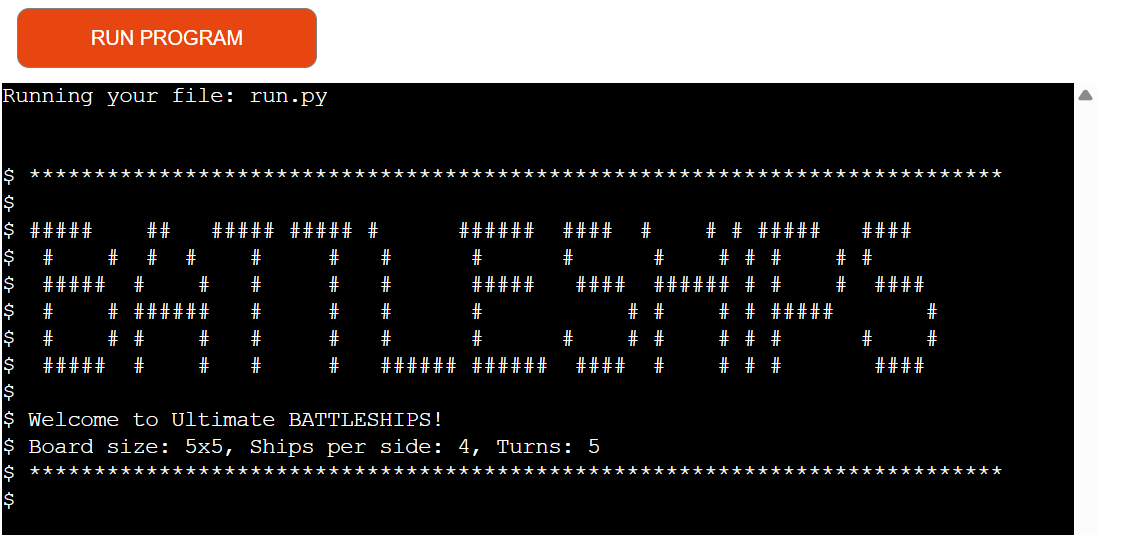 RUN PROGRAM
Running your file: run.py
$ ***************************************************************************
$
$ #####    ##   ##### ##### #      ######  ####  #    # # #####   ####
$  #    #  #  #   #     #   #      #      #      #    # # #    # #
$  #####  #    #   #     #   #      #####   ####  ###### # #    #  ####
$  #    # ######   #     #   #      #           # #    # # #####       #
$  #    # #    #   #     #   #      #      #    # #    # # #      #    #
$  #####  #    #   #     #   ###### ######  ####  #    # # #       ####
$
$ Welcome to Ultimate BATTLESHIPS!
$ Board size: 5x5, Ships per side: 4, Turns: 5
$ ***************************************************************************
$